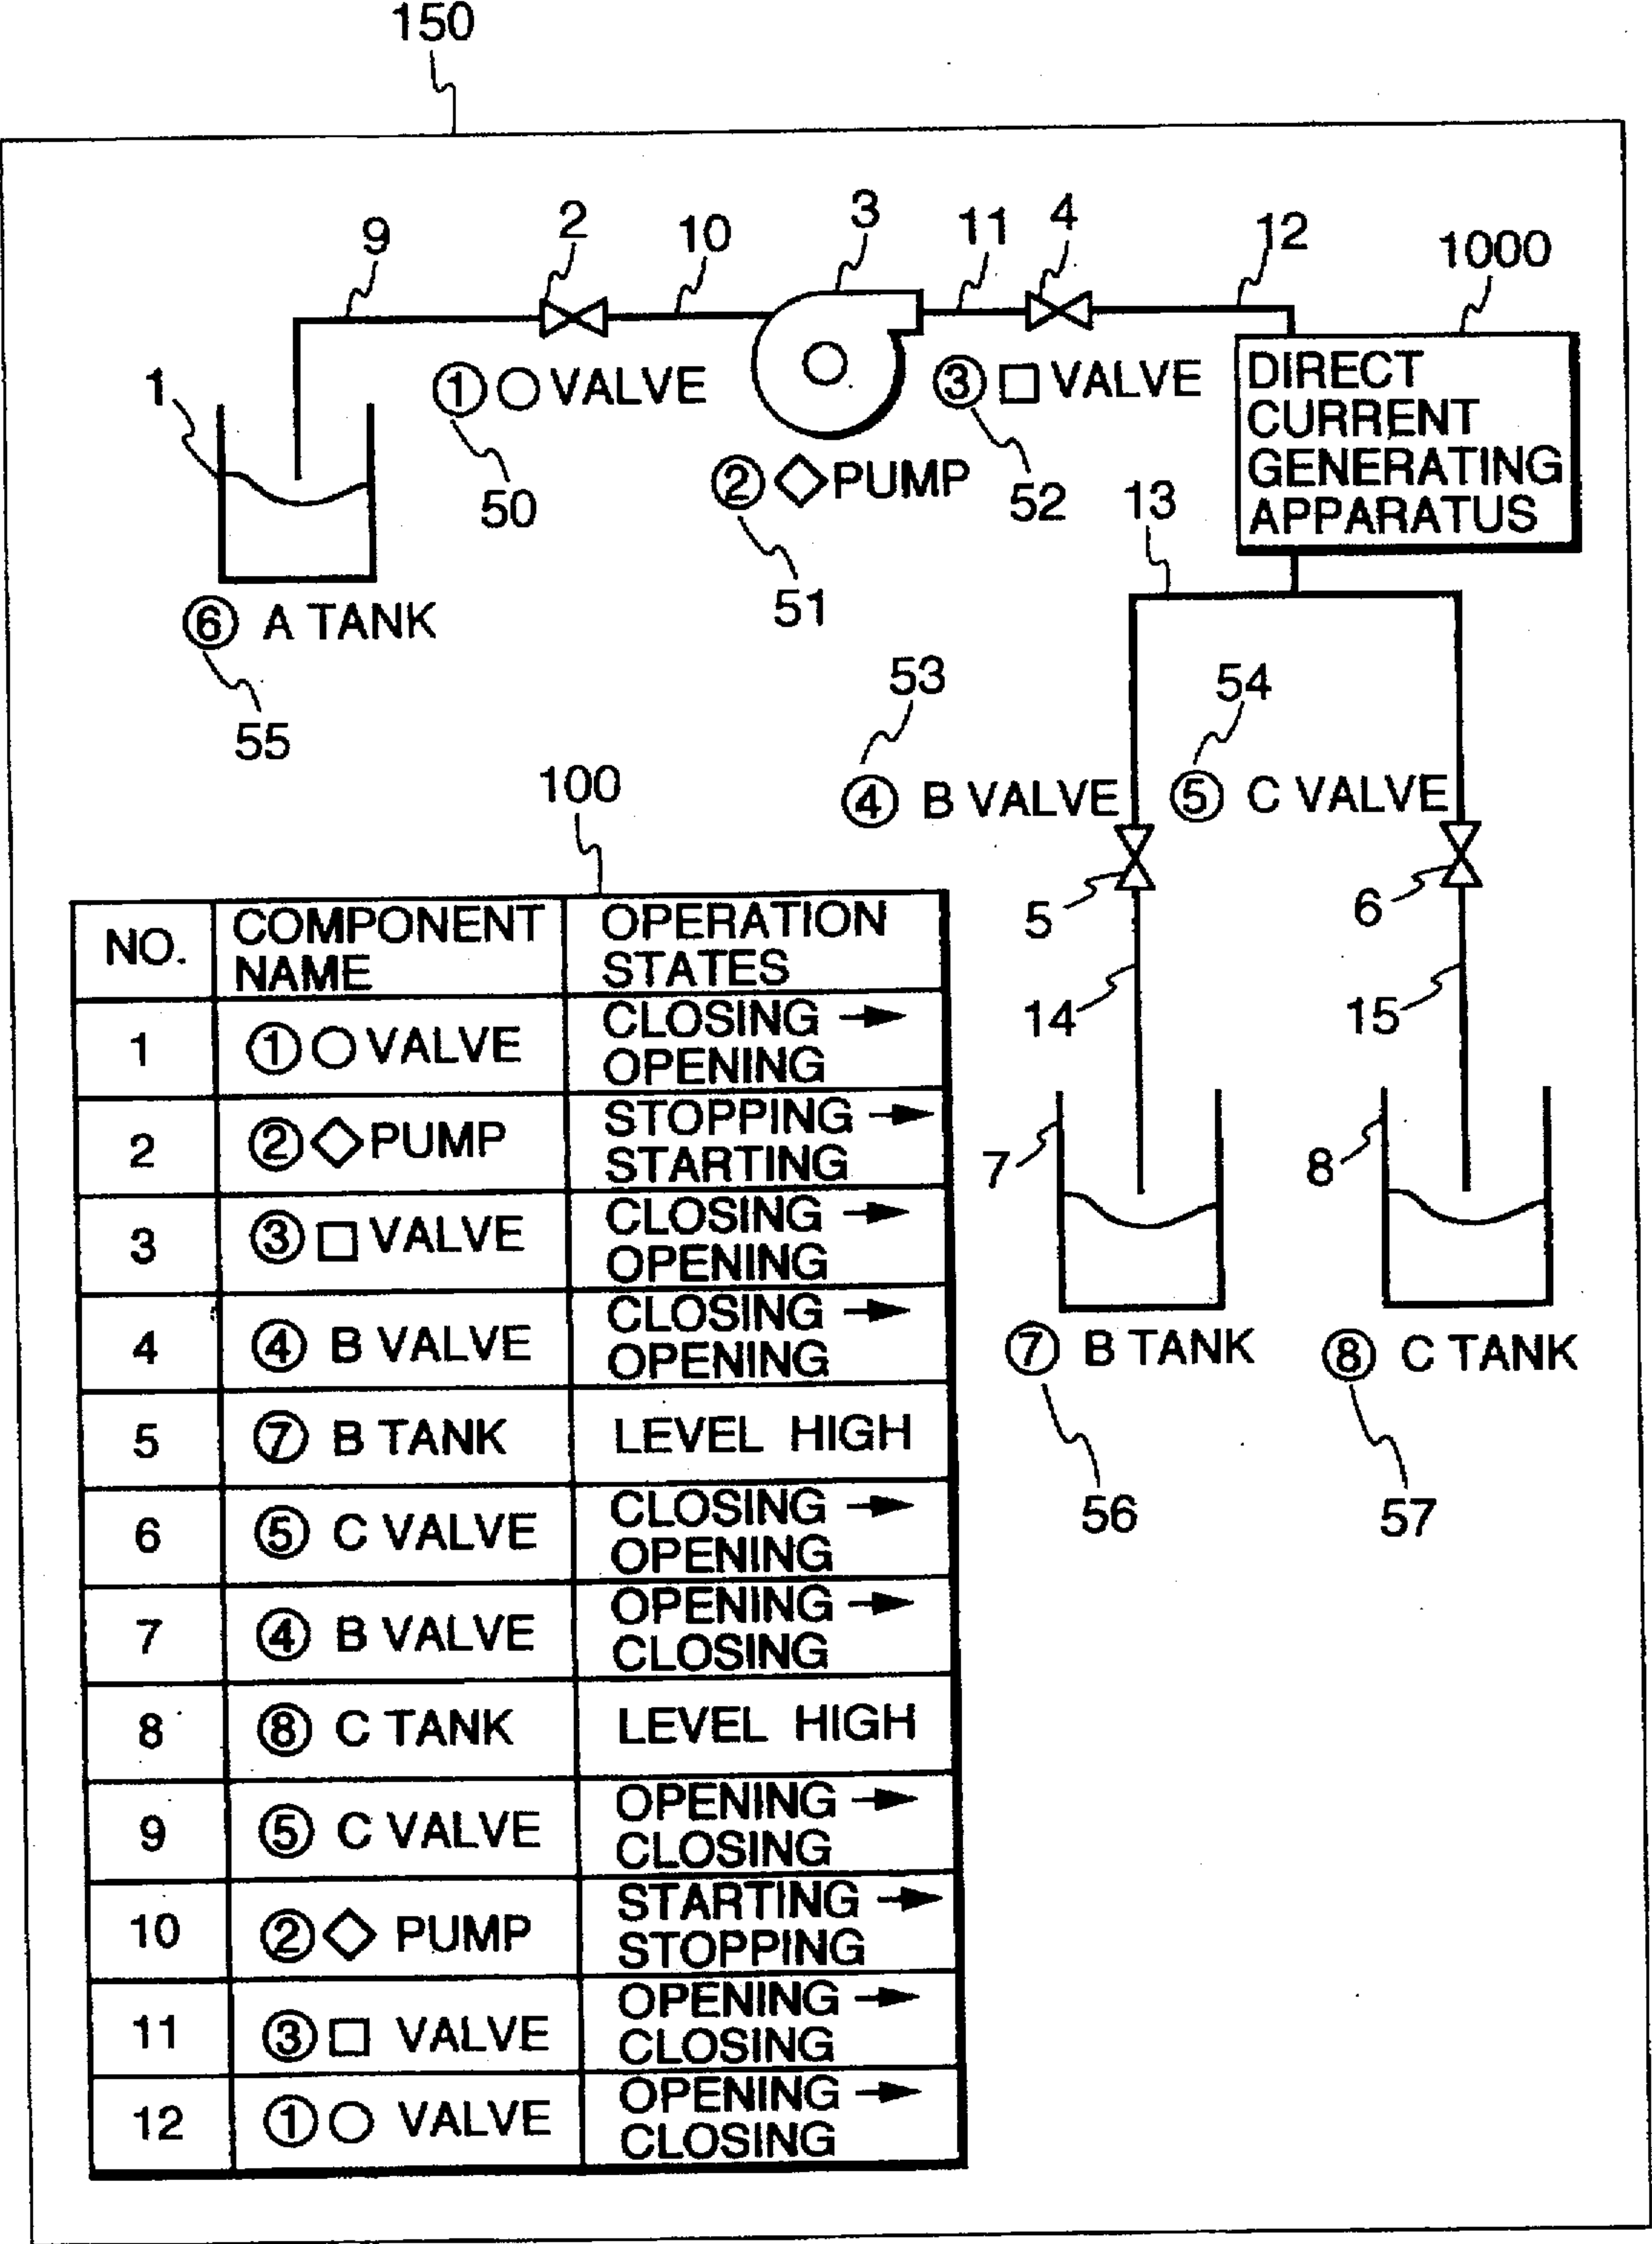 150
9
2
10
3
11
4
12
1000
1
① ○ VALVE
③ □ VALVE
DIRECT
CURRENT
GENERATING
APPARATUS
50
② ◇ PUMP
52
13
51
⑥ A TANK
55
53
54
④ B VALVE
⑤ C VALVE
5
6
14
15
7
8
⑦ B TANK
⑧ C TANK
56
57
100
NO.
COMPONENT
NAME
OPERATION
STATES
1
① ○ VALVE
CLOSING →
OPENING
2
② ◇ PUMP
STOPPING →
STARTING
3
③ □ VALVE
CLOSING →
OPENING
4
④ B VALVE
CLOSING →
OPENING
5
⑦ B TANK
LEVEL HIGH
6
⑤ C VALVE
CLOSING →
OPENING
7
④ B VALVE
OPENING →
CLOSING
8
⑧ C TANK
LEVEL HIGH
9
⑤ C VALVE
OPENING →
CLOSING
10
② ◇ PUMP
STARTING →
STOPPING
11
③ □ VALVE
OPENING →
CLOSING
12
① ○ VALVE
OPENING →
CLOSING